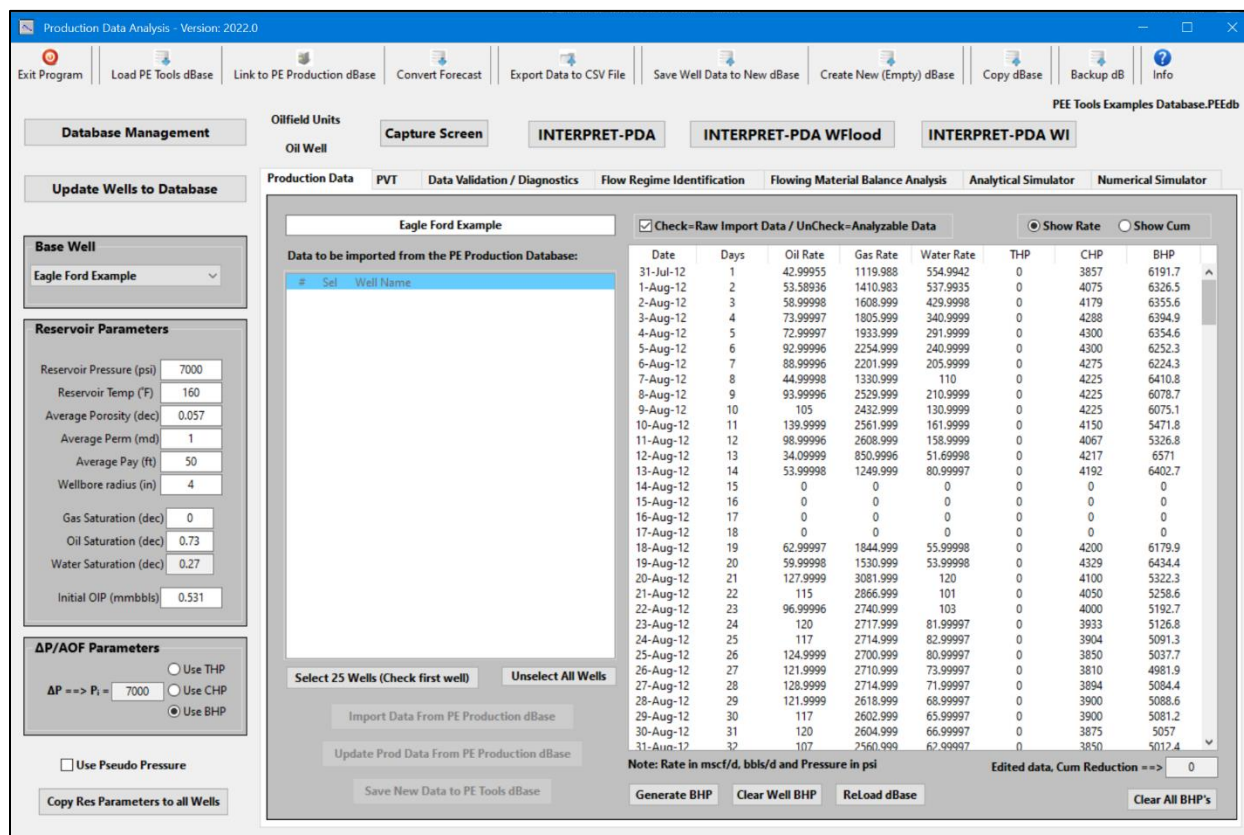 Production Data Analysis - Version: 2022.0
Exit Program Load PE Tools dBase Link to PE Production dBase Convert Forecast Export Data to CSV File Save Well Data to New dBase Create New (Empty) dBase Copy dBase Backup dB Info
PEE Tools Examples Database.PEEdb
Database Management
Oilfield Units
Oil Well
Capture Screen INTERPRET-PDA INTERPRET-PDA WFlood INTERPRET-PDA WI
Update Wells to Database
Production Data PVT Data Validation / Diagnostics Flow Regime Identification Flowing Material Balance Analysis Analytical Simulator Numerical Simulator
Base Well
Eagle Ford Example
Reservoir Parameters
Reservoir Pressure (psi) 7000
Reservoir Temp (˚F) 160
Average Porosity (dec) 0.057
Average Perm (md) 1
Average Pay (ft) 50
Wellbore radius (in) 4
Gas Saturation (dec) 0
Oil Saturation (dec) 0.73
Water Saturation (dec) 0.27
Initial OIP (mmbbls) 0.531
ΔP/AOF Parameters
Use THP
ΔP ==> Pi = 7000 Use CHP
Use BHP
Use Pseudo Pressure
Copy Res Parameters to all Wells
Eagle Ford Example
Data to be imported from the PE Production Database:
# Sel Well Name
Select 25 Wells (Check first well) Unselect All Wells
Import Data From PE Production dBase
Update Prod Data From PE Production dBase
Save New Data to PE Tools dBase
Check=Raw Import Data / UnCheck=Analyzable Data Show Rate Show Cum
Date Days Oil Rate Gas Rate Water Rate THP CHP BHP
31-Jul-12 1 42.99955 1119.988 554.9942 0 3857 6191.7
1-Aug-12 2 53.58936 1410.983 537.9935 0 4075 6326.5
2-Aug-12 3 58.99998 1608.999 429.9998 0 4179 6355.6
3-Aug-12 4 73.99997 1805.999 340.9999 0 4288 6394.9
4-Aug-12 5 72.99997 1933.999 291.9999 0 4300 6354.6
5-Aug-12 6 92.99996 2254.999 240.9999 0 4300 6252.3
6-Aug-12 7 88.99996 2201.999 205.9999 0 4275 6224.3
7-Aug-12 8 44.99998 1330.999 110 0 4225 6410.8
8-Aug-12 9 93.99996 2529.999 210.9999 0 4225 6078.7
9-Aug-12 10 105 2432.999 130.9999 0 4225 6075.1
10-Aug-12 11 139.9999 2561.999 161.9999 0 4150 5471.8
11-Aug-12 12 98.99996 2608.999 158.9999 0 4067 5326.8
12-Aug-12 13 34.09999 850.9996 51.69998 0 4217 6571
13-Aug-12 14 53.99998 1249.999 80.99997 0 4192 6402.7
14-Aug-12 15 0 0 0 0 0 0
15-Aug-12 16 0 0 0 0 0 0
16-Aug-12 17 0 0 0 0 0 0
17-Aug-12 18 0 0 0 0 0 0
18-Aug-12 19 62.99997 1844.999 55.99998 0 4200 6179.9
19-Aug-12 20 59.99998 1530.999 53.99998 0 4329 6434.4
20-Aug-12 21 127.9999 3081.999 120 0 4100 5322.3
21-Aug-12 22 115 2866.999 101 0 4050 5258.6
22-Aug-12 23 96.99996 2740.999 103 0 4000 5192.7
23-Aug-12 24 120 2717.999 81.99997 0 3933 5126.8
24-Aug-12 25 117 2714.999 82.99997 0 3904 5091.3
25-Aug-12 26 124.9999 2700.999 80.99997 0 3850 5037.7
26-Aug-12 27 121.9999 2710.999 73.99997 0 3810 4981.9
27-Aug-12 28 128.9999 2714.999 71.99997 0 3894 5084.4
28-Aug-12 29 121.9999 2618.999 68.99997 0 3900 5088.6
29-Aug-12 30 117 2602.999 65.99997 0 3900 5081.2
30-Aug-12 31 120 2604.999 66.99997 0 3875 5057
31-Aug-12 32 107 2560.999 62.99997 0 3850 5012.4
Note: Rate in mscf/d, bbls/d and Pressure in psi Edited data, Cum Reduction ==> 0
Generate BHP Clear Well BHP ReLoad dBase Clear All BHP's